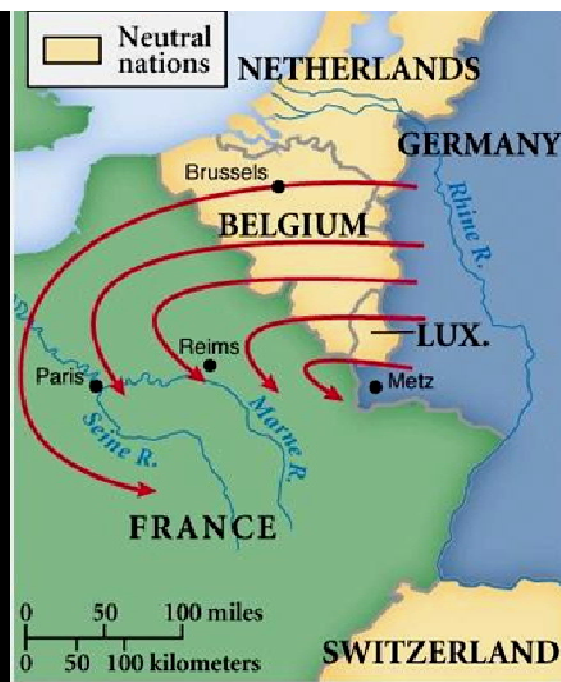 Neutral
nations
NETHERLANDS
GERMANY
Brussels
Rhine R.
BELGIUM
LUX.
Reims
Paris
Metz
Marne R.
Seine R.
FRANCE
0 50 100 miles
0 50 100 kilometers
SWITZERLAND